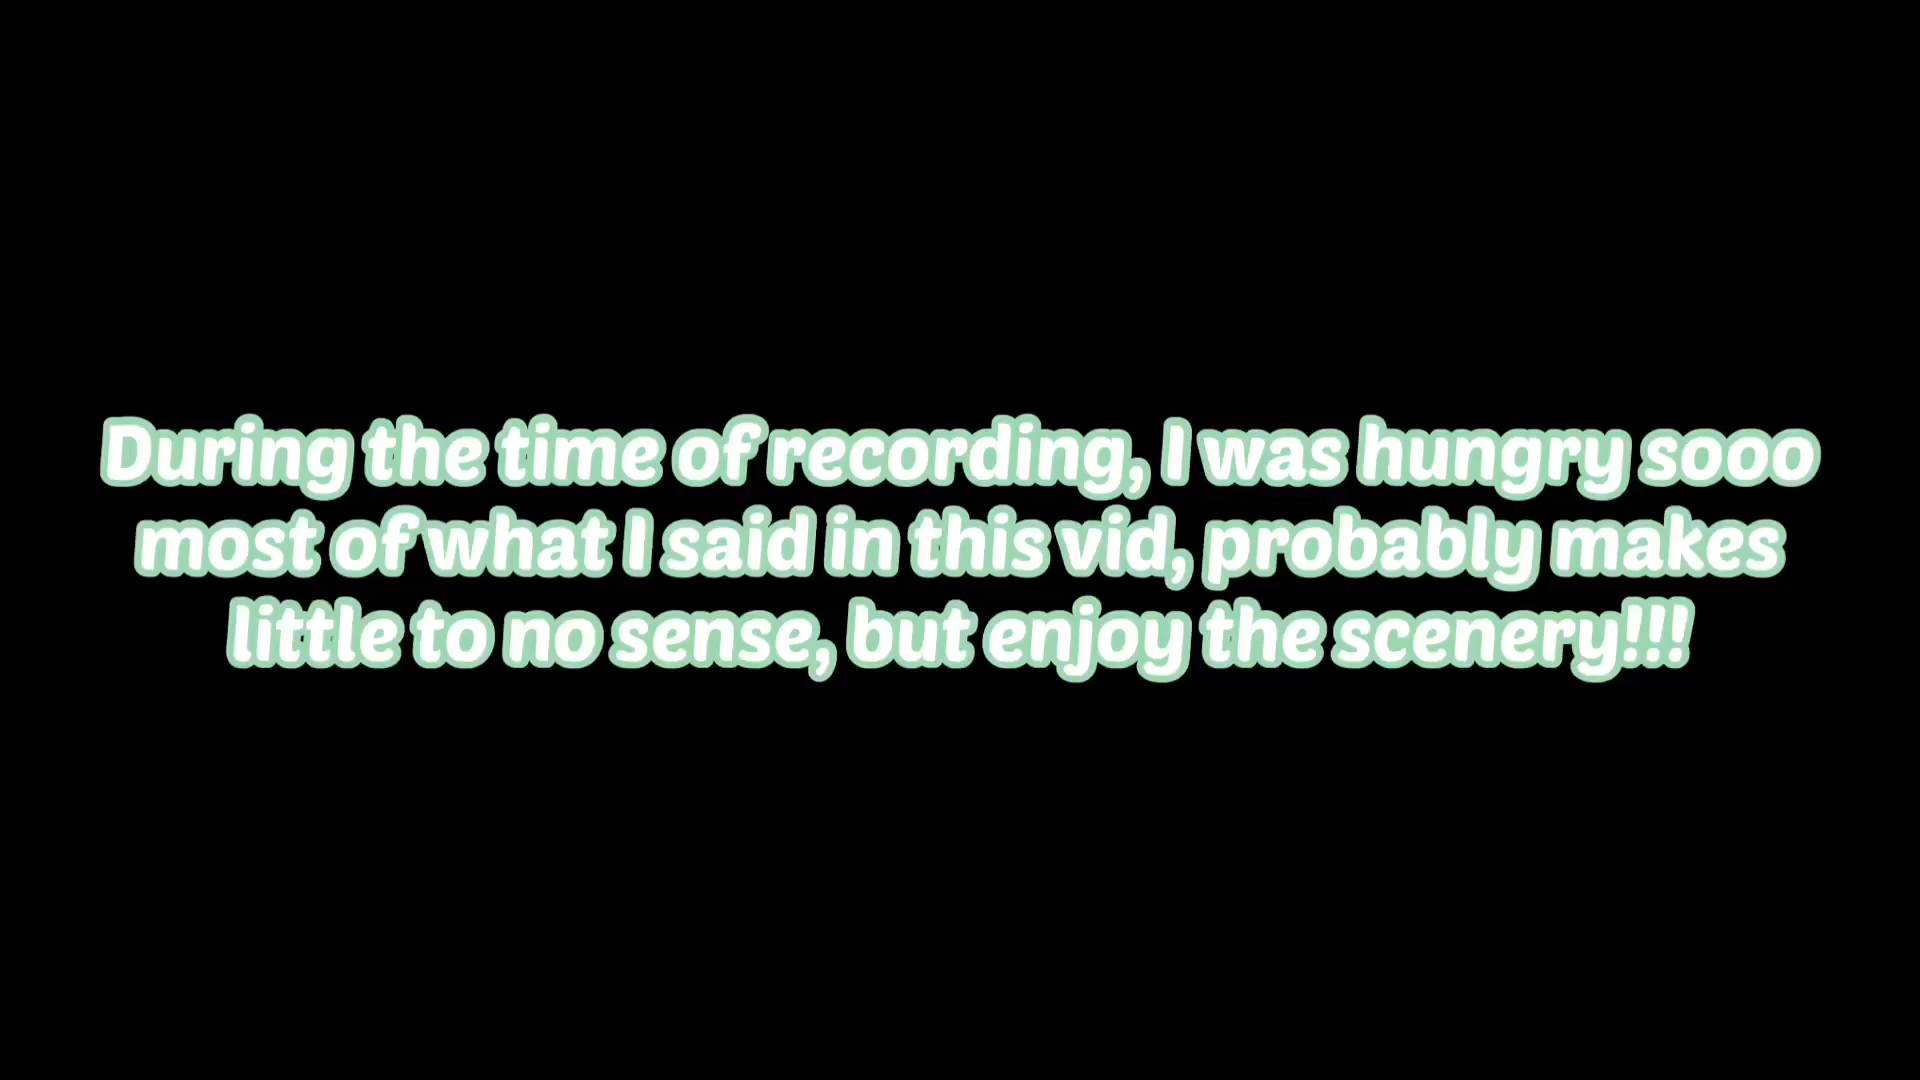 During the time of recording, I was hungry sooo
most of what I said in this vid, probably makes
little to no sense, but enjoy the scenery!!!